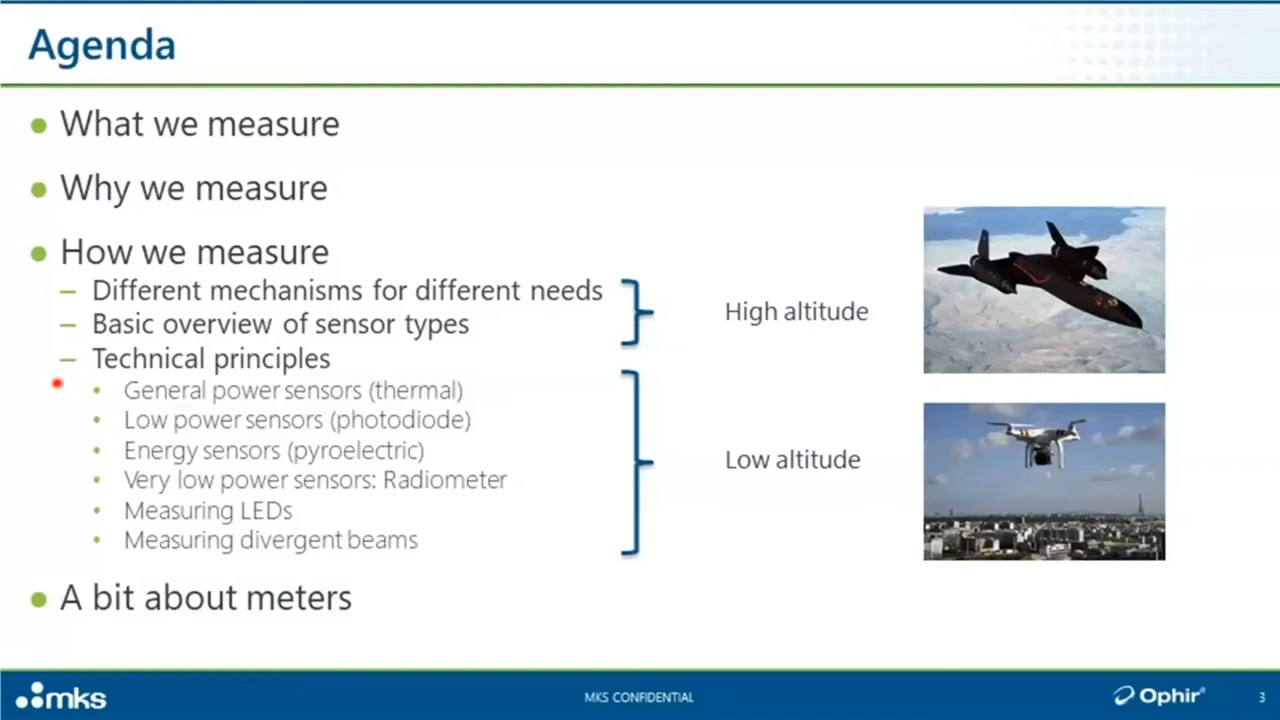 Agenda
What we measure
Why we measure
How we measure
– Different mechanisms for different needs
– Basic overview of sensor types
– Technical principles
General power sensors (thermal)
Low power sensors (photodiode)
Energy sensors (pyroelectric)
Very low power sensors: Radiometer
Measuring LEDs
Measuring divergent beams
High altitude
Low altitude
A bit about meters
mks
MKS CONFIDENTIAL
Ophir®
3